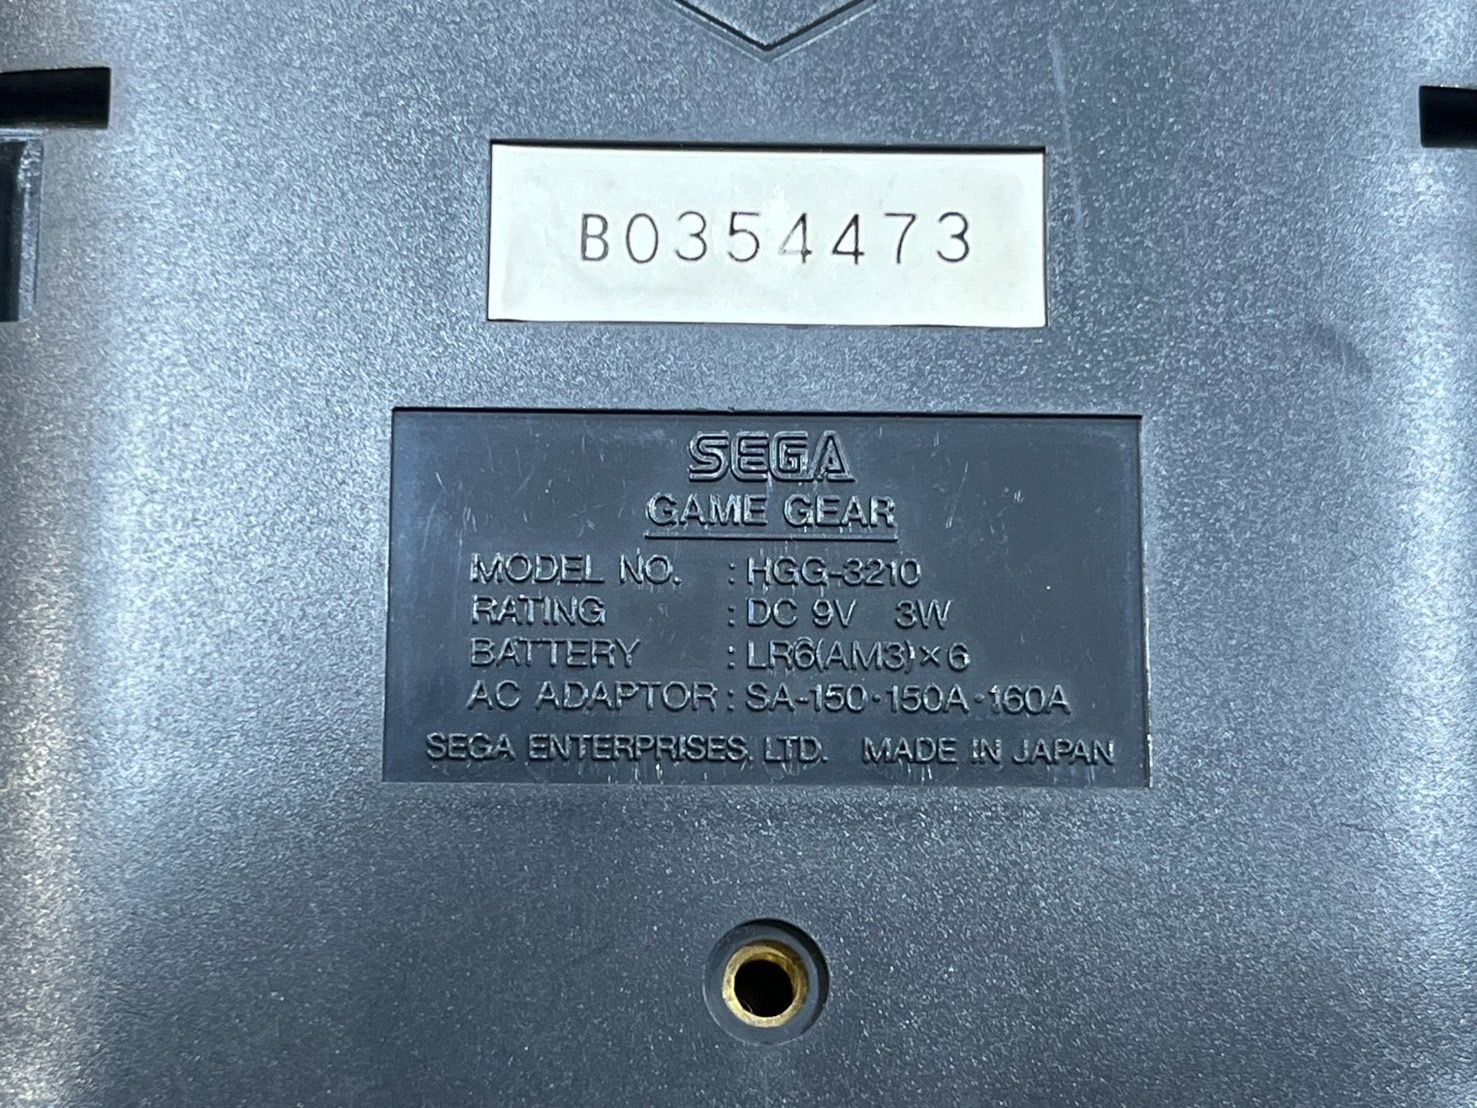 B0354473
SEGA
GAME GEAR
MODEL NO. : HGG-3210
RATING : DC 9V 3W
BATTERY : LR6(AM3)×6
AC ADAPTOR : SA-150·150A·160A
SEGA ENTERPRISES, LTD. MADE IN JAPAN